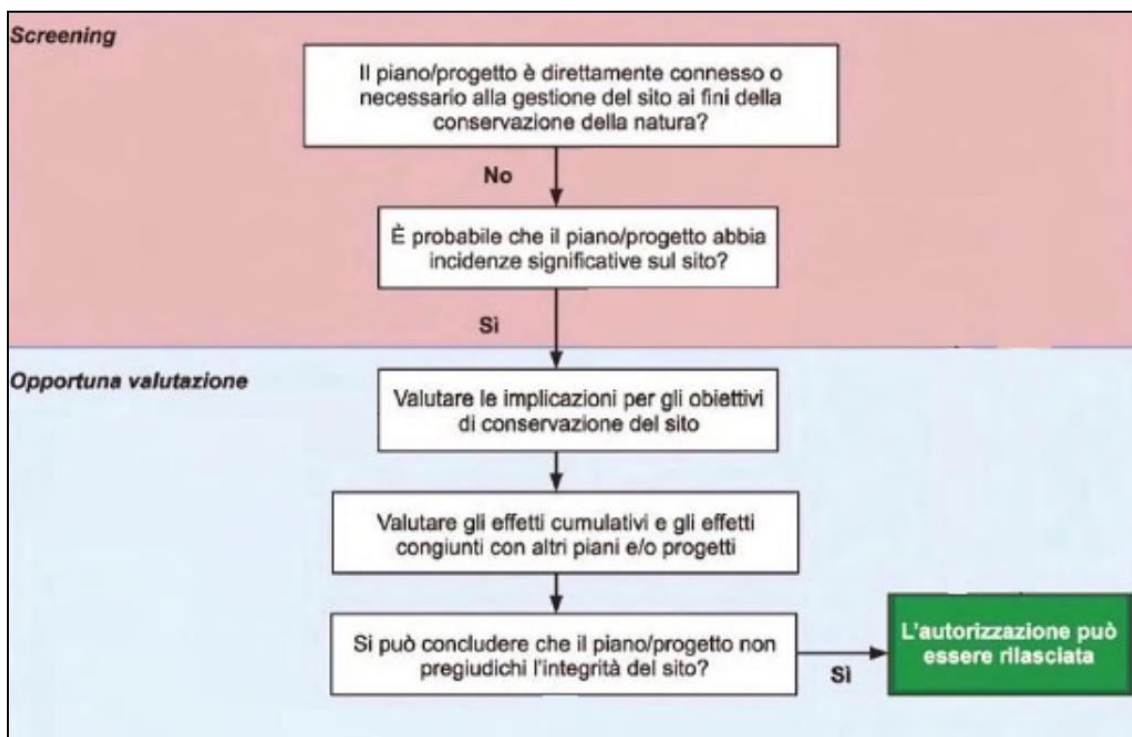 Screening
Il piano/progetto è direttamente connesso o
necessario alla gestione del sito ai fini della
conservazione della natura?
No
È probabile che il piano/progetto abbia
incidenze significative sul sito?
Sì
Opportuna valutazione
Valutare le implicazioni per gli obiettivi
di conservazione del sito
Valutare gli effetti cumulativi e gli effetti
congiunti con altri piani e/o progetti
Si può concludere che il piano/progetto non
pregiudichi l'integrità del sito?
Sì
L'autorizzazione può
essere rilasciata